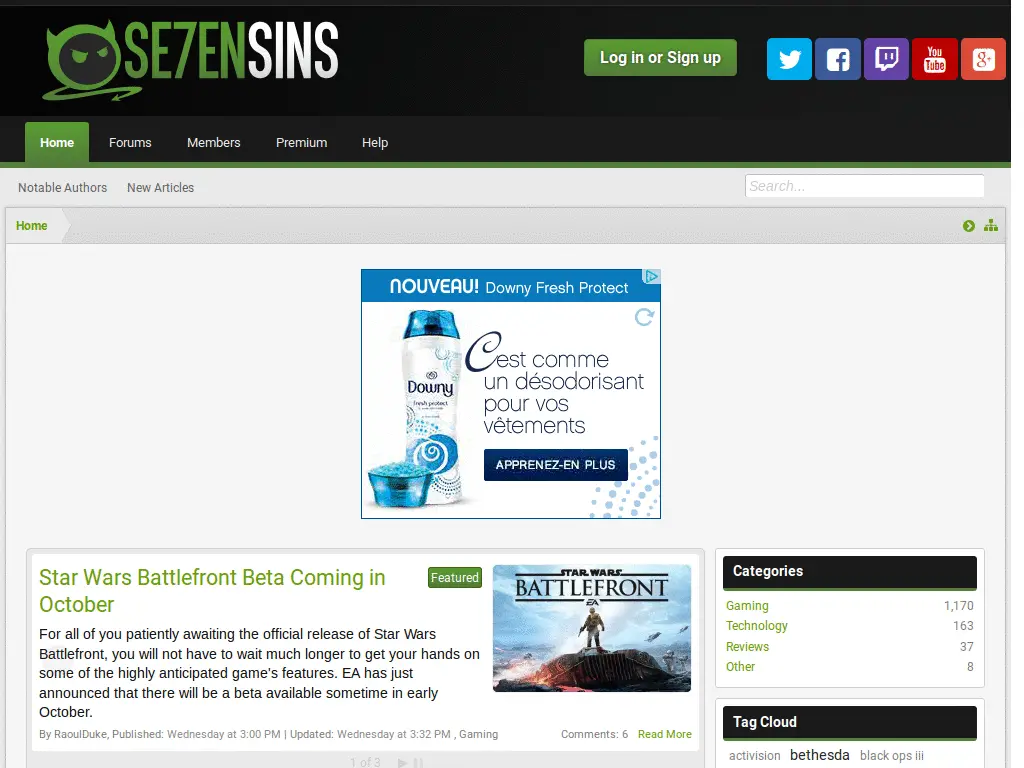 SE7ENSINS
Log in or Sign up
You
Tube
g+
Home Forums Members Premium Help
Notable Authors New Articles
Search...
Home
NOUVEAU! Downy Fresh Protect
C'est comme
un désodorisant
pour vos
vêtements
Downy
fresh protect
APPRENEZ-EN PLUS
Star Wars Battlefront Beta Coming in
October
Featured
For all of you patiently awaiting the official release of Star Wars
Battlefront, you will not have to wait much longer to get your hands on
some of the highly anticipated game's features. EA has just
announced that there will be a beta available sometime in early
October.
By RaoulDuke, Published: Wednesday at 3:00 PM | Updated: Wednesday at 3:32 PM , Gaming
Comments: 6 Read More
STAR WARS
BATTLEFRONT
EA
1 of 3
Categories
Gaming 1,170
Technology 163
Reviews 37
Other 8
Tag Cloud
activision bethesda black ops iii